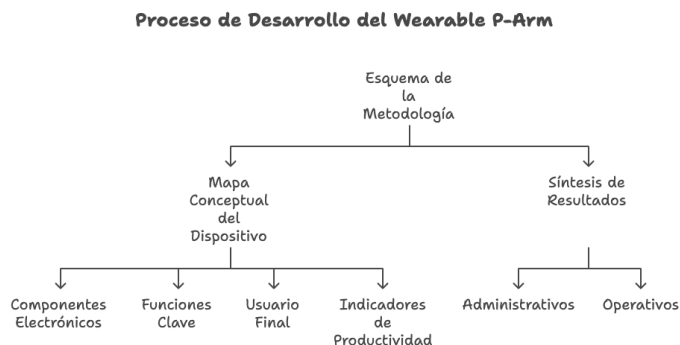 Proceso de Desarrollo del Wearable P-Arm
Esquema de
la
Metodología
Mapa
Conceptual
del
Dispositivo
Síntesis de
Resultados
Componentes
Electrónicos
Funciones
Clave
Usuario
Final
Indicadores
de
Productividad
Administrativos
Operativos